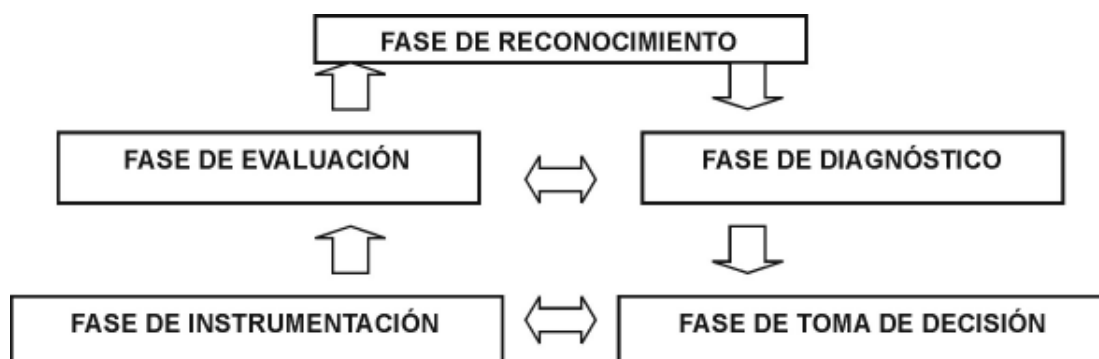 FASE DE RECONOCIMIENTO
FASE DE EVALUACIÓN
FASE DE DIAGNÓSTICO
FASE DE INSTRUMENTACIÓN
FASE DE TOMA DE DECISIÓN